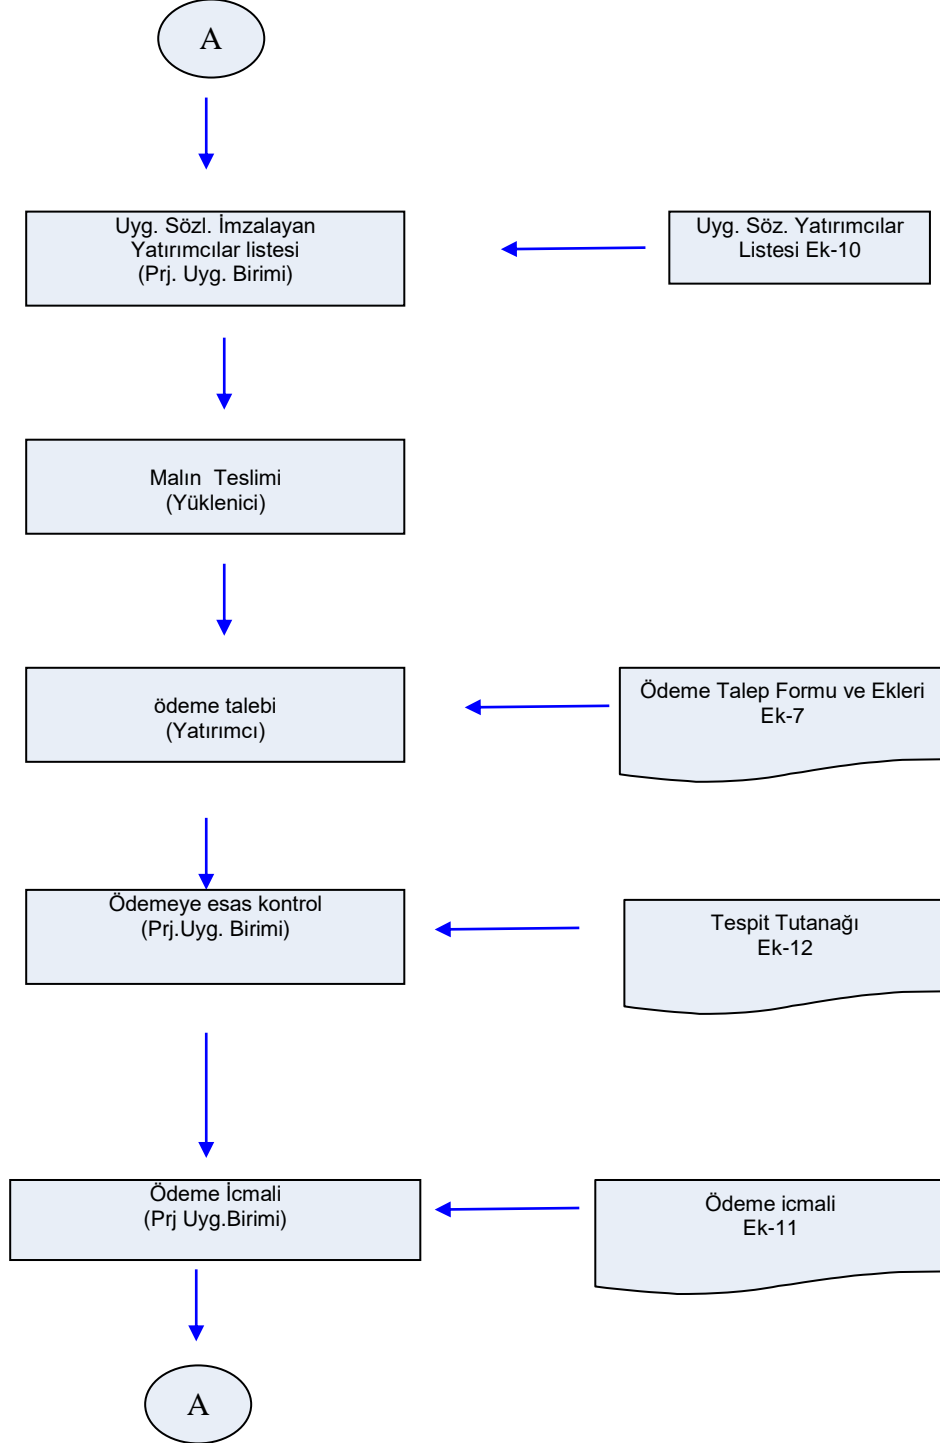 A
Uyg. Sözl. İmzalayan
Yatırımcılar listesi
(Prj. Uyg. Birimi)
Uyg. Söz. Yatırımcılar
Listesi Ek-10
Malın  Teslimi
(Yüklenici)
ödeme talebi
(Yatırımcı)
Ödeme Talep Formu ve Ekleri
Ek-7
Ödemeye esas kontrol
(Prj.Uyg. Birimi)
Tespit Tutanağı
Ek-12
Ödeme İcmali
(Prj Uyg.Birimi)
Ödeme icmali
Ek-11
A